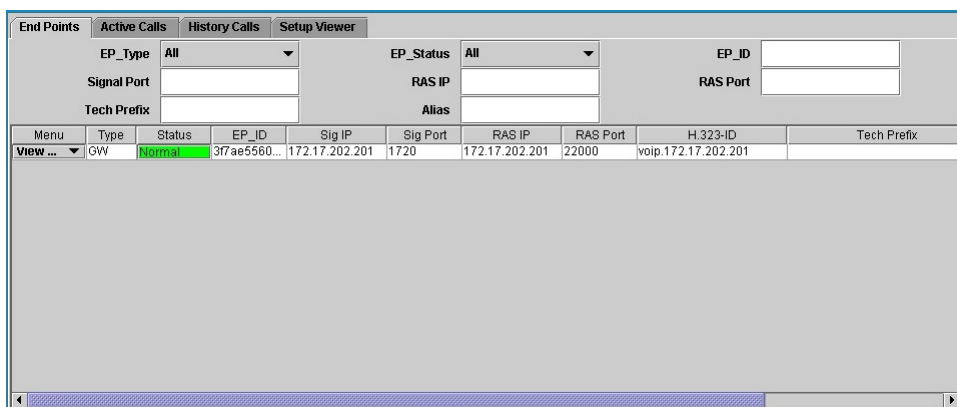 End Points Active Calls History Calls Setup Viewer
EP_Type All EP_Status All EP_ID
Signal Port RAS IP RAS Port
Tech Prefix Alias
Menu Type Status EP_ID Sig IP Sig Port RAS IP RAS Port H.323-ID Tech Prefix
View ... GW Normal 3f7ae5560... 172.17.202.201 1720 172.17.202.201 22000 voip.172.17.202.201